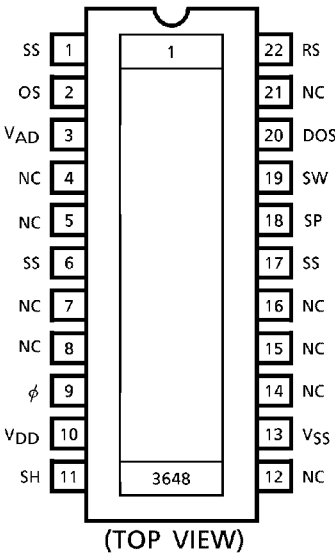 SS 1 1 22 RS
OS 2 21 NC
VAD 3 20 DOS
NC 4 19 SW
NC 5 18 SP
SS 6 17 SS
NC 7 16 NC
NC 8 15 NC
ϕ 9 14 NC
VDD 10 13 VSS
SH 11 3648 12 NC
(TOP VIEW)